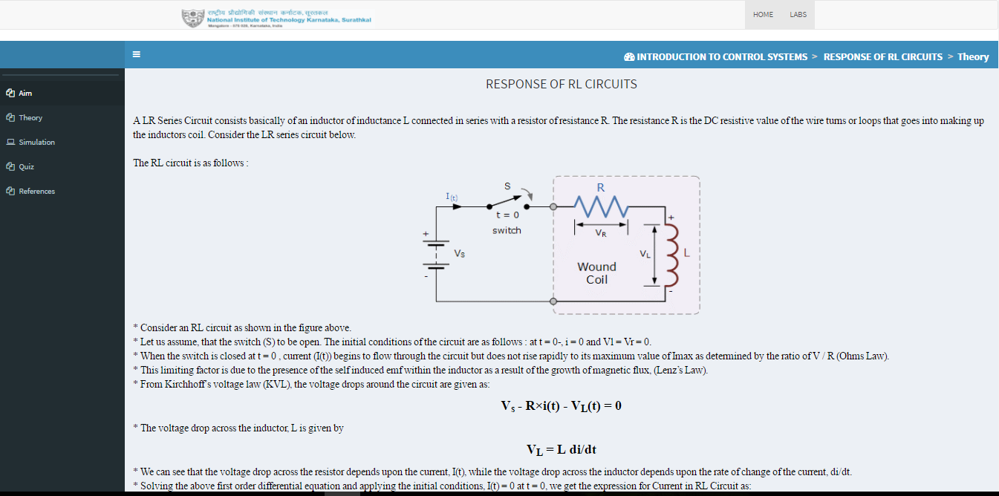 राष्ट्रीय प्रौद्योगिकी संस्थान कर्नाटक, सुरतकल
National Institute of Technology Karnataka, Surathkal
Mangalore - 575 025, Karnataka, India
HOME LABS
INTRODUCTION TO CONTROL SYSTEMS > RESPONSE OF RL CIRCUITS > Theory
Aim
Theory
Simulation
Quiz
References
RESPONSE OF RL CIRCUITS
A LR Series Circuit consists basically of an inductor of inductance L connected in series with a resistor of resistance R. The resistance R is the DC resistive value of the wire turns or loops that goes into making up
the inductors coil. Consider the LR series circuit below.
The RL circuit is as follows :
I(t)
S
t = 0
switch
R
VR
+
-
Vs
Wound
Coil
+
VL
L
-
* Consider an RL circuit as shown in the figure above.
* Let us assume, that the switch (S) to be open. The initial conditions of the circuit are as follows : at t = 0-, i = 0 and Vl = Vr = 0.
* When the switch is closed at t = 0 , current (I(t)) begins to flow through the circuit but does not rise rapidly to its maximum value of Imax as determined by the ratio of V / R (Ohms Law).
* This limiting factor is due to the presence of the self induced emf within the inductor as a result of the growth of magnetic flux, (Lenz's Law).
* From Kirchhoff's voltage law (KVL), the voltage drops around the circuit are given as:
Vs - R×i(t) - VL(t) = 0
* The voltage drop across the inductor, L is given by
VL = L di/dt
* We can see that the voltage drop across the resistor depends upon the current, I(t), while the voltage drop across the inductor depends upon the rate of change of the current, di/dt.
* Solving the above first order differential equation and applying the initial conditions, I(t) = 0 at t = 0, we get the expression for Current in RL Circuit as: